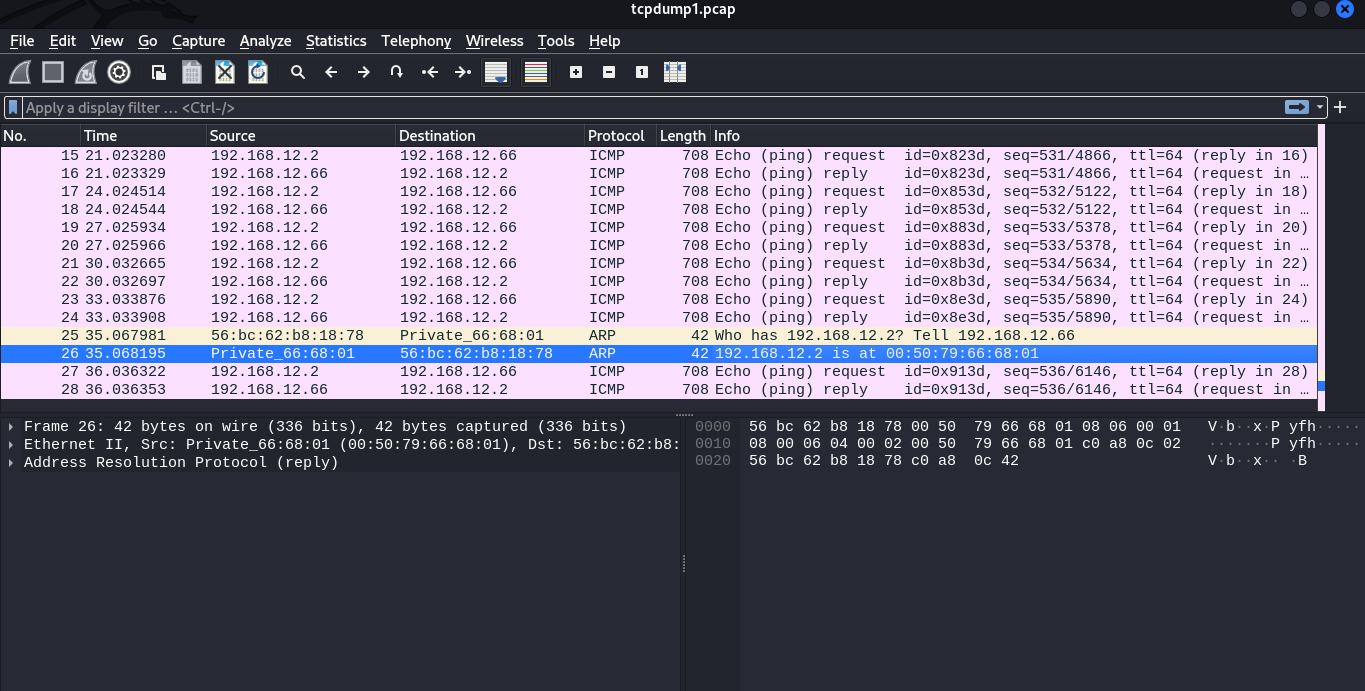 tcpdump1.pcap
File Edit View Go Capture Analyze Statistics Telephony Wireless Tools Help
Apply a display filter … <Ctrl-/>
No. Time Source Destination Protocol Length Info
15 21.023280 192.168.12.2 192.168.12.66 ICMP 708 Echo (ping) request id=0x823d, seq=531/4866, ttl=64 (reply in 16)
16 21.023329 192.168.12.66 192.168.12.2 ICMP 708 Echo (ping) reply id=0x823d, seq=531/4866, ttl=64 (request in …
17 24.024514 192.168.12.2 192.168.12.66 ICMP 708 Echo (ping) request id=0x853d, seq=532/5122, ttl=64 (reply in 18)
18 24.024544 192.168.12.66 192.168.12.2 ICMP 708 Echo (ping) reply id=0x853d, seq=532/5122, ttl=64 (request in …
19 27.025934 192.168.12.2 192.168.12.66 ICMP 708 Echo (ping) request id=0x883d, seq=533/5378, ttl=64 (reply in 20)
20 27.025966 192.168.12.66 192.168.12.2 ICMP 708 Echo (ping) reply id=0x883d, seq=533/5378, ttl=64 (request in …
21 30.032665 192.168.12.2 192.168.12.66 ICMP 708 Echo (ping) request id=0x8b3d, seq=534/5634, ttl=64 (reply in 22)
22 30.032697 192.168.12.66 192.168.12.2 ICMP 708 Echo (ping) reply id=0x8b3d, seq=534/5634, ttl=64 (request in …
23 33.033876 192.168.12.2 192.168.12.66 ICMP 708 Echo (ping) request id=0x8e3d, seq=535/5890, ttl=64 (reply in 24)
24 33.033908 192.168.12.66 192.168.12.2 ICMP 708 Echo (ping) reply id=0x8e3d, seq=535/5890, ttl=64 (request in …
25 35.067981 56:bc:62:b8:18:78 Private_66:68:01 ARP 42 Who has 192.168.12.2? Tell 192.168.12.66
26 35.068195 Private_66:68:01 56:bc:62:b8:18:78 ARP 42 192.168.12.2 is at 00:50:79:66:68:01
27 36.036322 192.168.12.2 192.168.12.66 ICMP 708 Echo (ping) request id=0x913d, seq=536/6146, ttl=64 (reply in 28)
28 36.036353 192.168.12.66 192.168.12.2 ICMP 708 Echo (ping) reply id=0x913d, seq=536/6146, ttl=64 (request in …
Frame 26: 42 bytes on wire (336 bits), 42 bytes captured (336 bits)
Ethernet II, Src: Private_66:68:01 (00:50:79:66:68:01), Dst: 56:bc:62:b8:
Address Resolution Protocol (reply)
0000 56 bc 62 b8 18 78 00 50 79 66 68 01 08 06 00 01 V·b··x·P yfh·····
0010 08 00 06 04 00 02 00 50 79 66 68 01 c0 a8 0c 02 ·······P yfh·····
0020 56 bc 62 b8 18 78 c0 a8 0c 42 V·b··x·· ·B